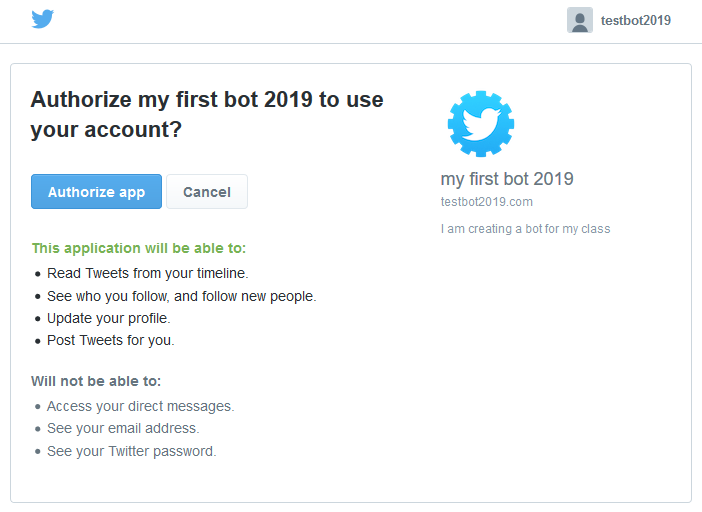 testbot2019
Authorize my first bot 2019 to use
your account?
Authorize app
Cancel
This application will be able to:
Read Tweets from your timeline.
See who you follow, and follow new people.
Update your profile.
Post Tweets for you.
Will not be able to:
Access your direct messages.
See your email address.
See your Twitter password.
my first bot 2019
testbot2019.com
I am creating a bot for my class